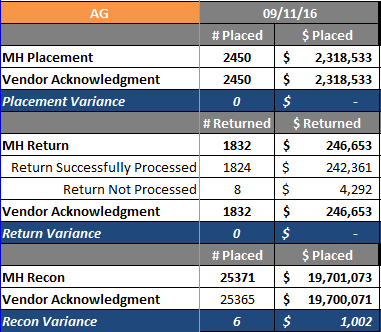 AG 09/11/16
# Placed $ Placed
MH Placement 2450 $ 2,318,533
Vendor Acknowledgment 2450 $ 2,318,533
Placement Variance 0 $ -
# Returned $ Returned
MH Return 1832 $ 246,653
Return Successfully Processed 1824 $ 242,361
Return Not Processed 8 $ 4,292
Vendor Acknowledgment 1832 $ 246,653
Return Variance 0 $ -
# Placed $ Placed
MH Recon 25371 $ 19,701,073
Vendor Acknowledgment 25365 $ 19,700,071
Recon Variance 6 $ 1,002